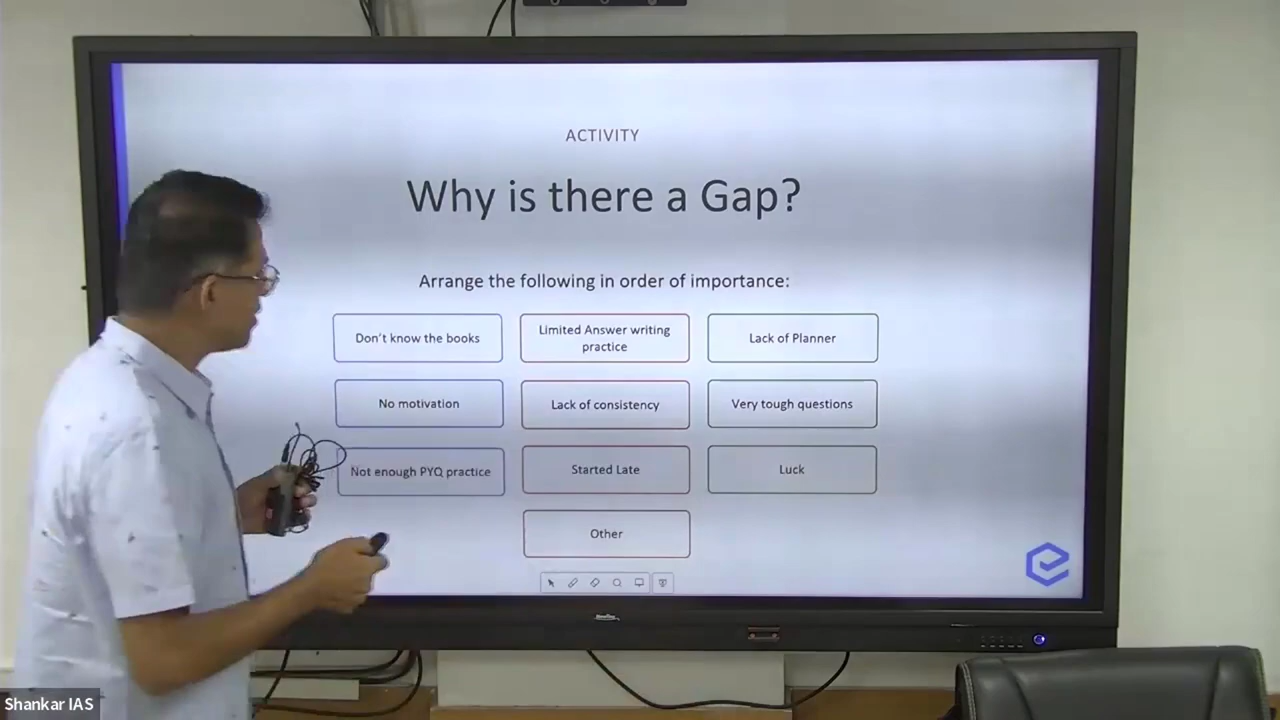 ACTIVITY
Why is there a Gap?
Arrange the following in order of importance:
Don't know the books
Limited Answer writing
practice
Lack of Planner
No motivation
Lack of consistency
Very tough questions
Not enough PYQ practice
Started Late
Luck
Other
Shankar IAS